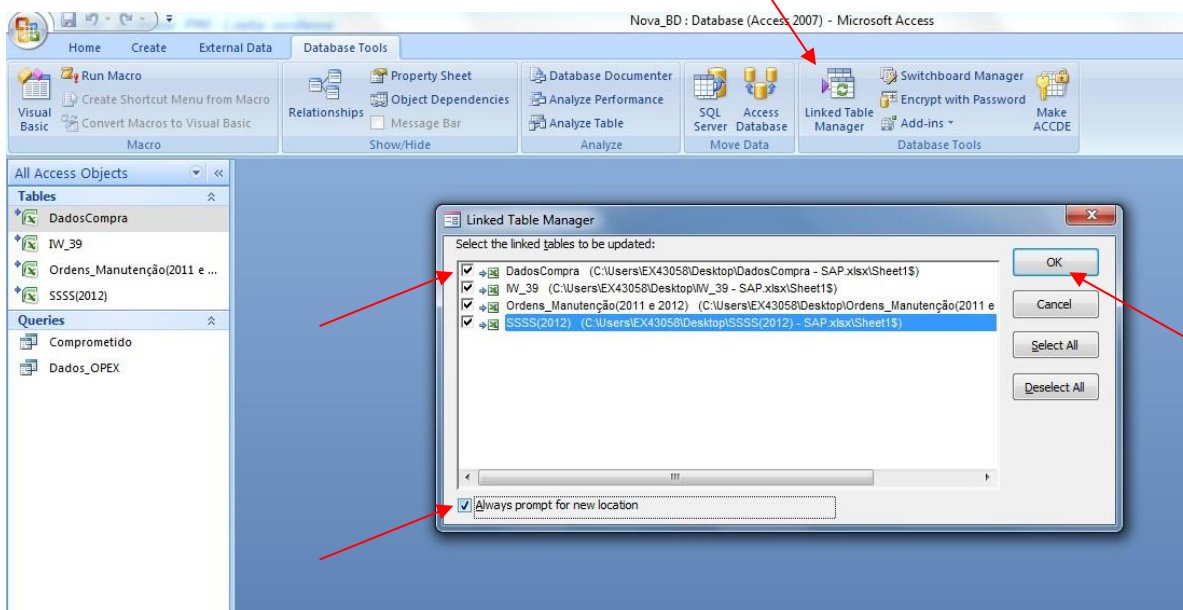 Nova_BD : Database (Access 2007) - Microsoft Access
Home Create External Data Database Tools
Visual Basic
Run Macro
Create Shortcut Menu from Macro
Convert Macros to Visual Basic
Macro
Relationships
Property Sheet
Object Dependencies
Message Bar
Show/Hide
Database Documenter
Analyze Performance
Analyze Table
Analyze
SQL Server
Access Database
Move Data
Linked Table Manager
Switchboard Manager
Encrypt with Password
Add-ins
Make ACCDE
Database Tools
All Access Objects
Tables
DadosCompra
IW_39
Ordens_Manutenção(2011 e ...
SSSS(2012)
Queries
Comprometido
Dados_OPEX
Linked Table Manager
Select the linked tables to be updated:
DadosCompra (C:\Users\EX43058\Desktop\DadosCompra - SAP.xlsx\Sheet1$)
IW_39 (C:\Users\EX43058\Desktop\IW_39 - SAP.xlsx\Sheet1$)
Ordens_Manutenção(2011 e 2012) (C:\Users\EX43058\Desktop\Ordens_Manutenção(2011 e
SSSS(2012) (C:\Users\EX43058\Desktop\SSSS(2012) - SAP.xlsx\Sheet1$)
Always prompt for new location
OK
Cancel
Select All
Deselect All